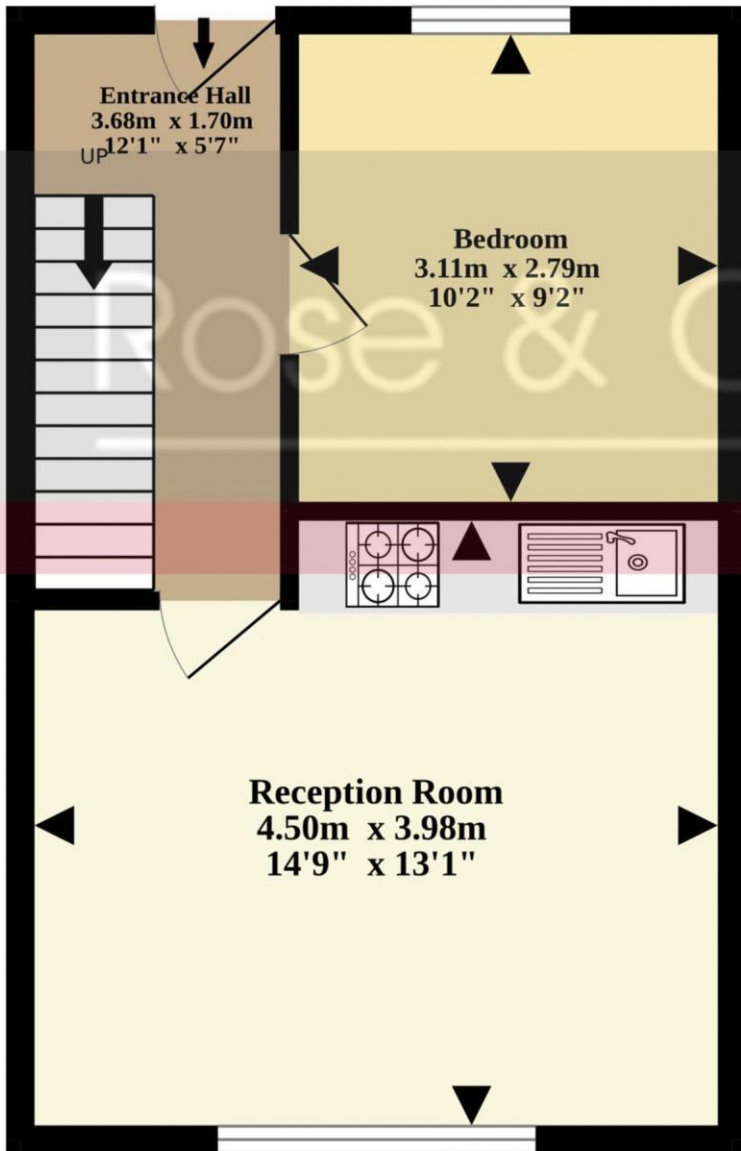 Entrance Hall
3.68m x 1.70m
12'1" x 5'7"
UP
Bedroom
3.11m x 2.79m
10'2" x 9'2"
Rose &
Reception Room
4.50m x 3.98m
14'9" x 13'1"